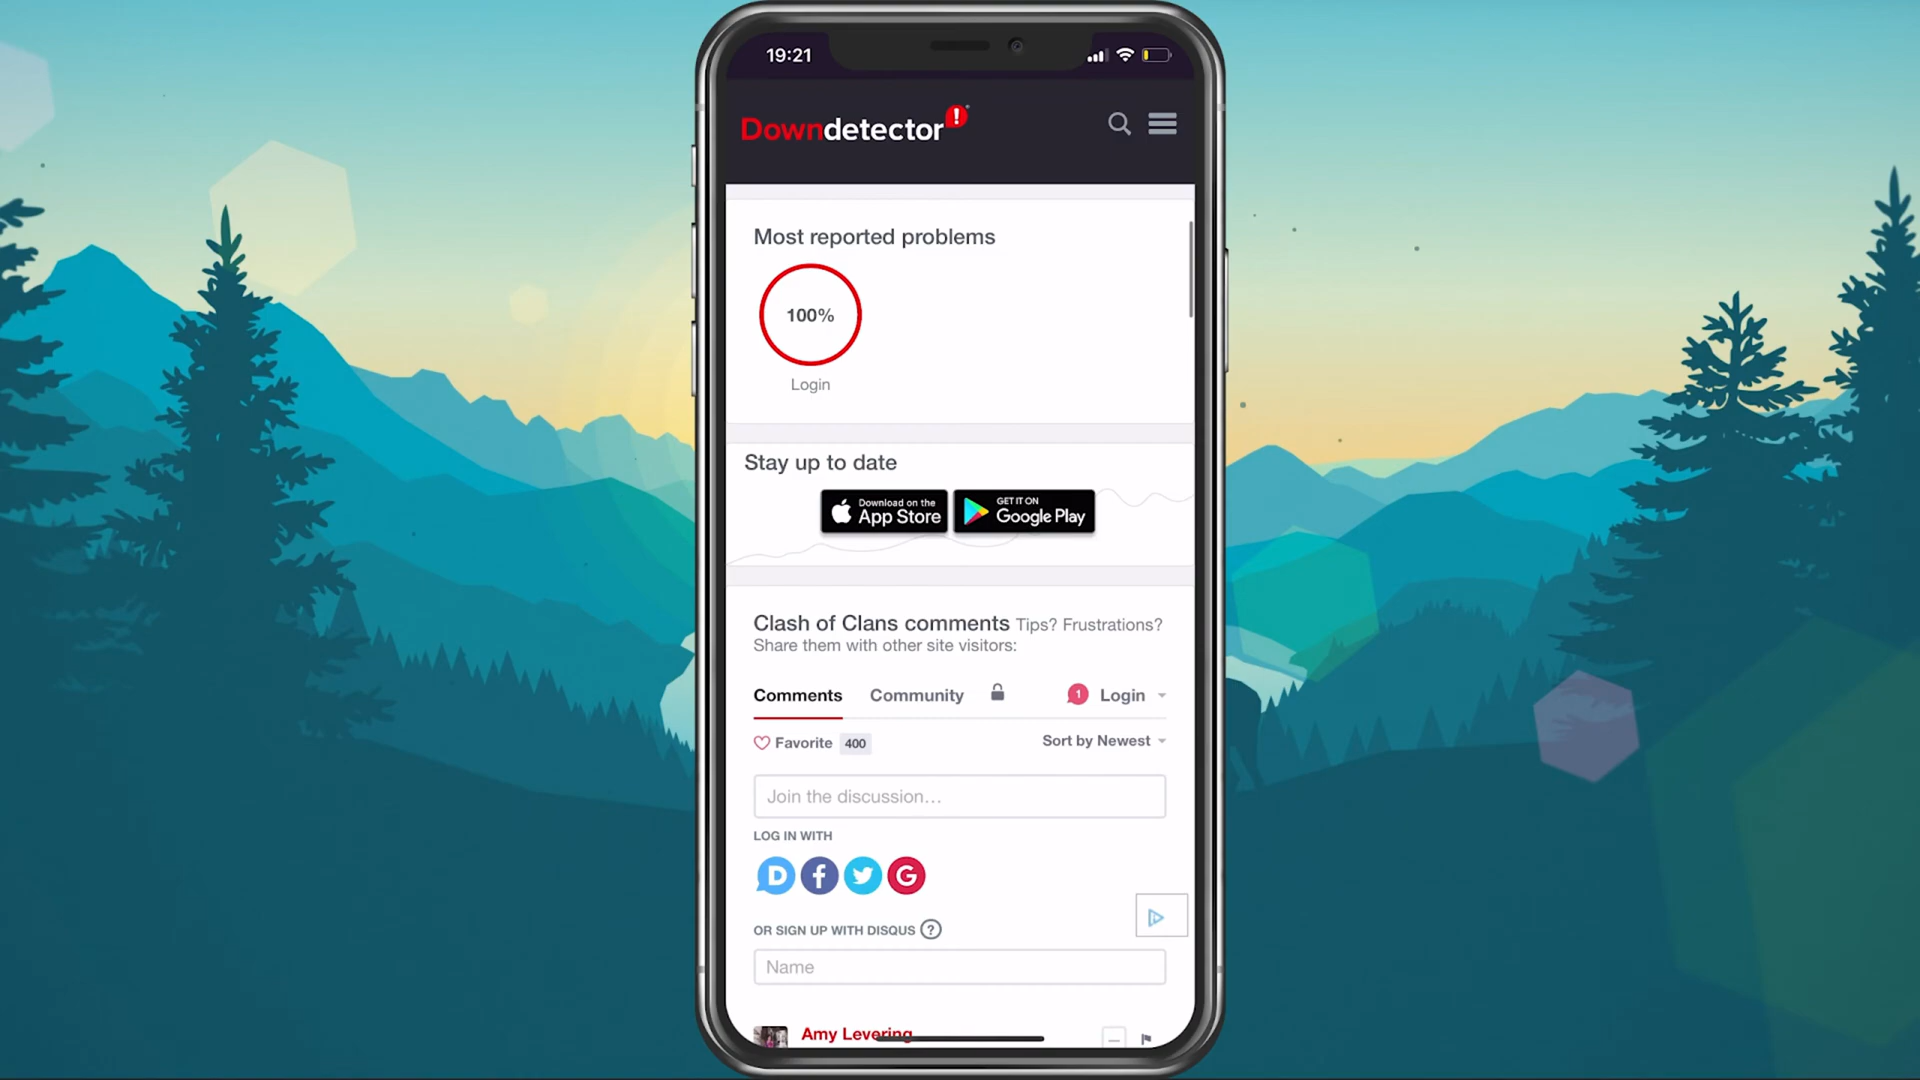 19:21
Downdetector
Most reported problems
100%
Login
Stay up to date
Download on the
App Store
GET IT ON
Google Play
Clash of Clans comments Tips? Frustrations?
Share them with other site visitors:
Comments Community 1 Login
Favorite 400 Sort by Newest
Join the discussion...
LOG IN WITH
OR SIGN UP WITH DISQUS ?
Name
Amy Levering